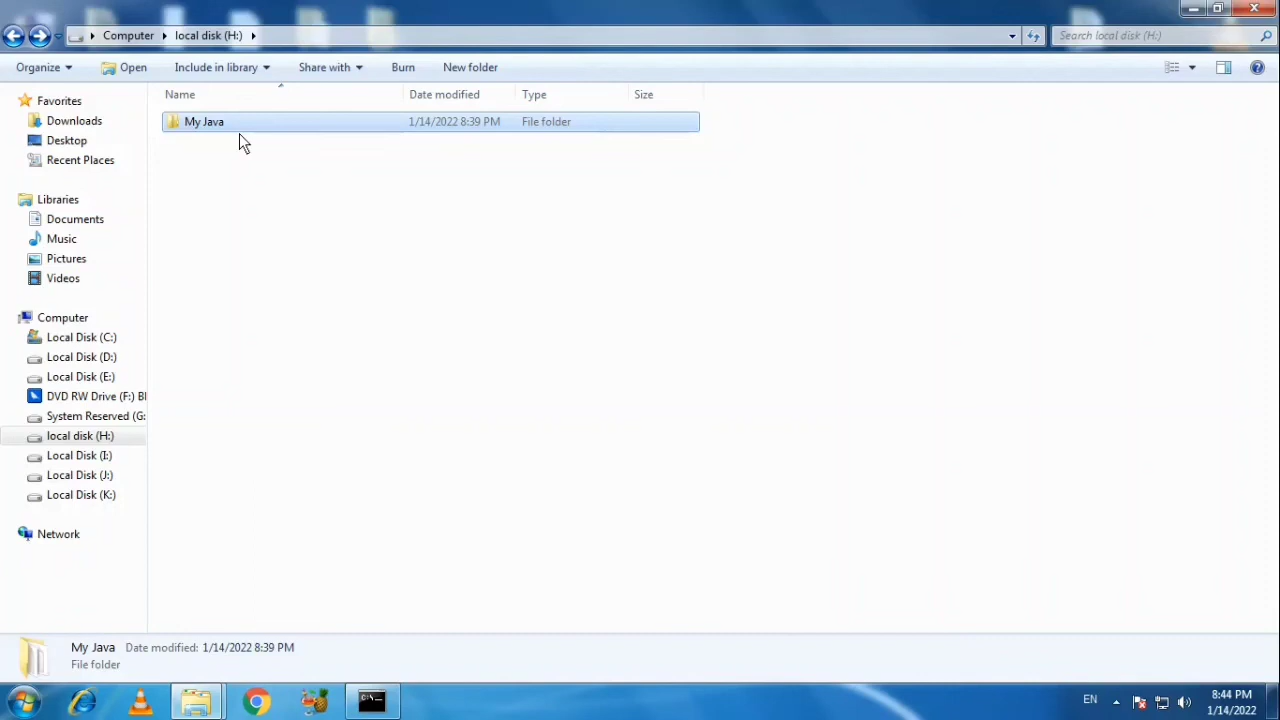 Computer local disk (H:)
Search local disk (H:)
Organize Open Include in library Share with Burn New folder
Name Date modified Type Size
My Java 1/14/2022 8:39 PM File folder
Favorites
Downloads
Desktop
Recent Places
Libraries
Documents
Music
Pictures
Videos
Computer
Local Disk (C:)
Local Disk (D:)
Local Disk (E:)
DVD RW Drive (F:) Bl
System Reserved (G:
local disk (H:)
Local Disk (I:)
Local Disk (J:)
Local Disk (K:)
Network
My Java Date modified: 1/14/2022 8:39 PM
File folder
EN
8:44 PM
1/14/2022